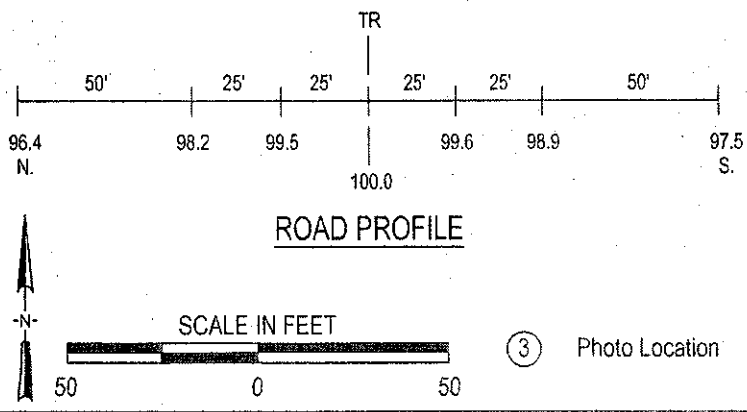 TR
50' 25' 25' 25' 25' 50'
96.4 98.2 99.5 99.6 98.9 97.5
N. 100.0 S.
ROAD PROFILE
-N-
SCALE IN FEET
3 Photo Location
50 0 50